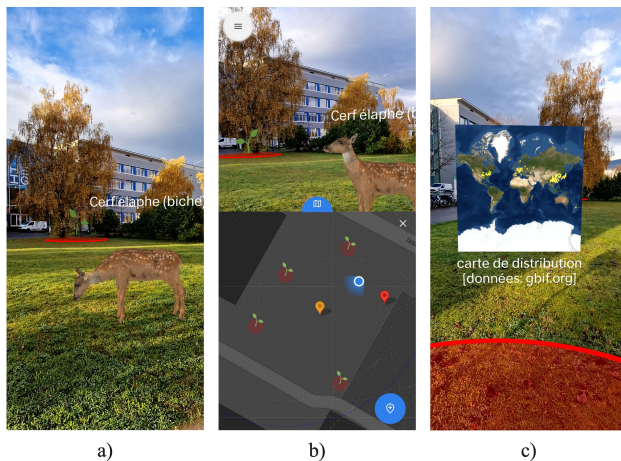 Cerf élaphe (biche
Cerf élaphe (b
carte de distribution
[données: gbif.org]
a)
b)
c)